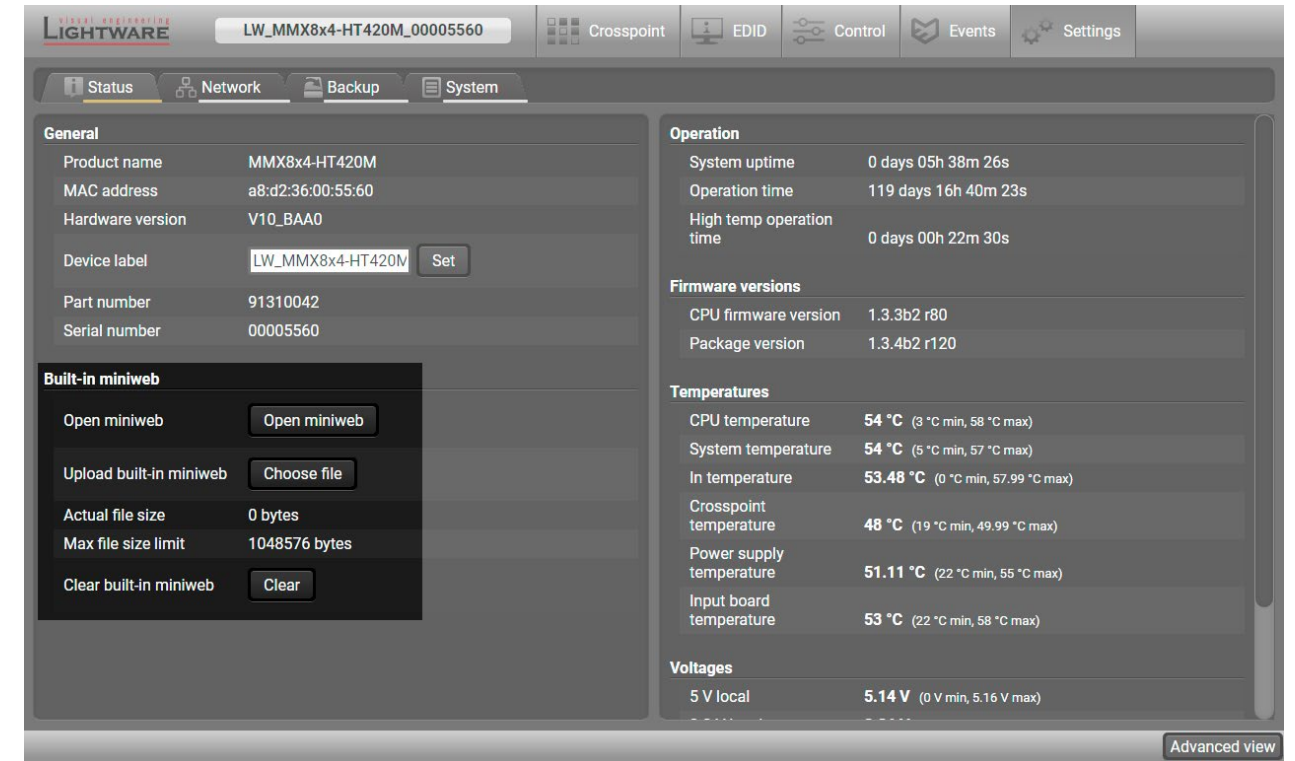 visual engineering
LIGHTWARE
LW_MMX8x4-HT420M_00005560
Crosspoint
EDID
Control
Events
Settings
Status
Network
Backup
System
General
Product name MMX8x4-HT420M
MAC address a8:d2:36:00:55:60
Hardware version V10_BAA0
Device label LW_MMX8x4-HT420M Set
Part number 91310042
Serial number 00005560
Built-in miniweb
Open miniweb Open miniweb
Upload built-in miniweb Choose file
Actual file size 0 bytes
Max file size limit 1048576 bytes
Clear built-in miniweb Clear
Operation
System uptime 0 days 05h 38m 26s
Operation time 119 days 16h 40m 23s
High temp operation
time 0 days 00h 22m 30s
Firmware versions
CPU firmware version 1.3.3b2 r80
Package version 1.3.4b2 r120
Temperatures
CPU temperature 54 °C (3 °C min, 58 °C max)
System temperature 54 °C (5 °C min, 57 °C max)
In temperature 53.48 °C (0 °C min, 57.99 °C max)
Crosspoint
temperature 48 °C (19 °C min, 49.99 °C max)
Power supply
temperature 51.11 °C (22 °C min, 55 °C max)
Input board
temperature 53 °C (22 °C min, 58 °C max)
Voltages
5 V local 5.14 V (0 V min, 5.16 V max)
Advanced view